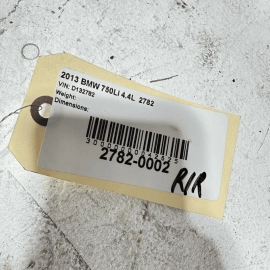 2013 BMW 750Li 4.4L 2782
VIN: D132782
Weight:
Dimensions:
2782-0002
R/R